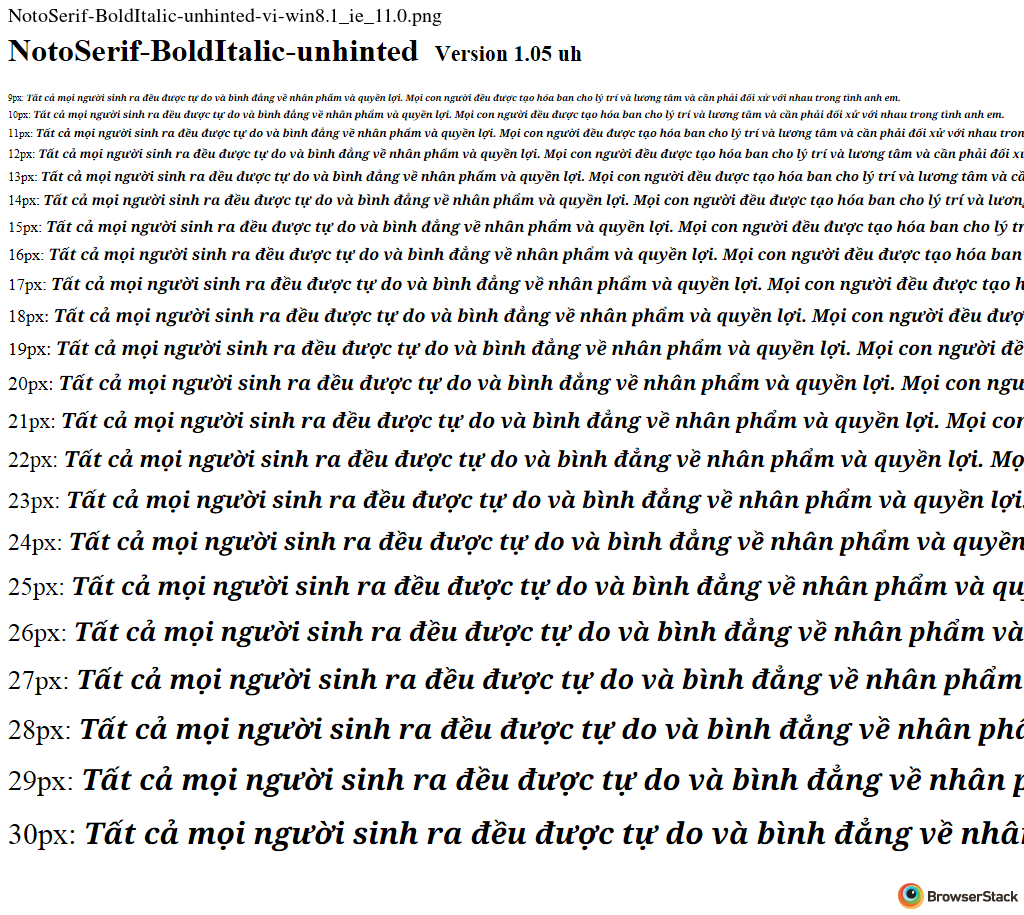 NotoSerif-BoldItalic-unhinted-vi-win8.1_ie_11.0.png
NotoSerif-BoldItalic-unhinted Version 1.05 uh
9px: Tất cả mọi người sinh ra đều được tự do và bình đẳng về nhân phẩm và quyền lợi. Mọi con người đều được tạo hóa ban cho lý trí và lương tâm và cần phải đối xử với nhau trong tình anh em.
10px: Tất cả mọi người sinh ra đều được tự do và bình đẳng về nhân phẩm và quyền lợi. Mọi con người đều được tạo hóa ban cho lý trí và lương tâm và cần phải đối xử với nhau trong tình anh em.
11px: Tất cả mọi người sinh ra đều được tự do và bình đẳng về nhân phẩm và quyền lợi. Mọi con người đều được tạo hóa ban cho lý trí và lương tâm và cần phải đối xử với nhau tron
12px: Tất cả mọi người sinh ra đều được tự do và bình đẳng về nhân phẩm và quyền lợi. Mọi con người đều được tạo hóa ban cho lý trí và lương tâm và cần phải đối
13px: Tất cả mọi người sinh ra đều được tự do và bình đẳng về nhân phẩm và quyền lợi. Mọi con người đều được tạo hóa ban cho lý trí và lương tâm và
14px: Tất cả mọi người sinh ra đều được tự do và bình đẳng về nhân phẩm và quyền lợi. Mọi con người đều được tạo hóa ban cho lý trí và lươn
15px: Tất cả mọi người sinh ra đều được tự do và bình đẳng về nhân phẩm và quyền lợi. Mọi con người đều được tạo hóa ban cho lý
16px: Tất cả mọi người sinh ra đều được tự do và bình đẳng về nhân phẩm và quyền lợi. Mọi con người đều được tạo hóa ban
17px: Tất cả mọi người sinh ra đều được tự do và bình đẳng về nhân phẩm và quyền lợi. Mọi con người đều được tạo h
18px: Tất cả mọi người sinh ra đều được tự do và bình đẳng về nhân phẩm và quyền lợi. Mọi con người đều đượ
19px: Tất cả mọi người sinh ra đều được tự do và bình đẳng về nhân phẩm và quyền lợi. Mọi con người đề
20px: Tất cả mọi người sinh ra đều được tự do và bình đẳng về nhân phẩm và quyền lợi. Mọi con ngư
21px: Tất cả mọi người sinh ra đều được tự do và bình đẳng về nhân phẩm và quyền lợi. Mọi con
22px: Tất cả mọi người sinh ra đều được tự do và bình đẳng về nhân phẩm và quyền lợi. Mọ
23px: Tất cả mọi người sinh ra đều được tự do và bình đẳng về nhân phẩm và quyền lợi.
24px: Tất cả mọi người sinh ra đều được tự do và bình đẳng về nhân phẩm và quyền
25px: Tất cả mọi người sinh ra đều được tự do và bình đẳng về nhân phẩm và qu
26px: Tất cả mọi người sinh ra đều được tự do và bình đẳng về nhân phẩm và
27px: Tất cả mọi người sinh ra đều được tự do và bình đẳng về nhân phẩm
28px: Tất cả mọi người sinh ra đều được tự do và bình đẳng về nhân phẩ
29px: Tất cả mọi người sinh ra đều được tự do và bình đẳng về nhân p
30px: Tất cả mọi người sinh ra đều được tự do và bình đẳng về nhân
BrowserStack